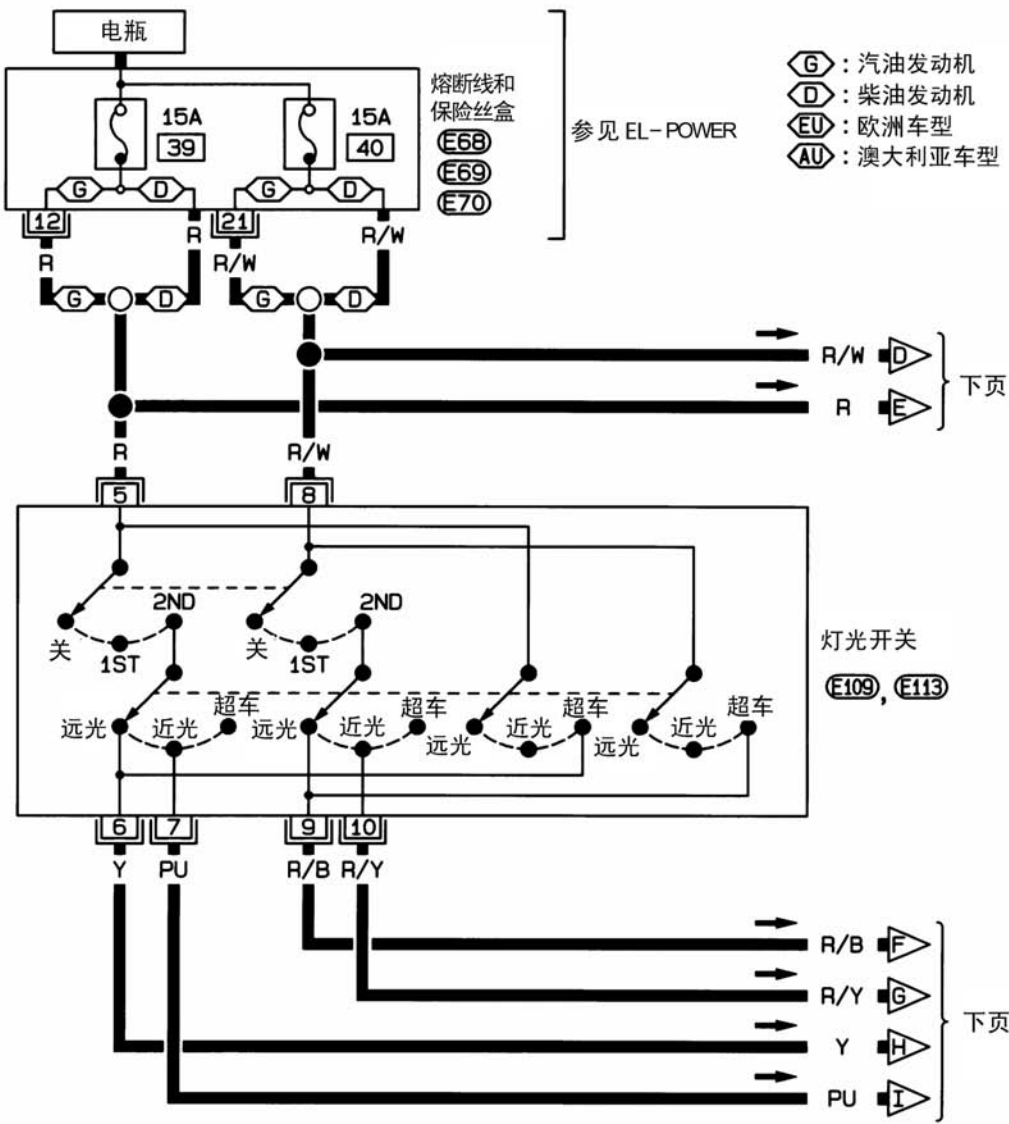 电瓶
G : 汽油发动机
D : 柴油发动机
EU : 欧洲车型
AU : 澳大利亚车型
熔断线和
保险丝盒
E68
E69
E70
参见 EL-POWER
15A
39
15A
40
G D G D
12 R 21 R/W
R R/W
G D G D
R/W D
R E
下页
R R/W
5 8
2ND 2ND
关 1ST 关 1ST
灯光开关
E109, E113
远光 近光 超车 远光 近光 超车 远光 近光 超车 远光 近光 超车
6 7 9 10
Y PU R/B R/Y
R/B F
R/Y G
Y H
PU I
下页